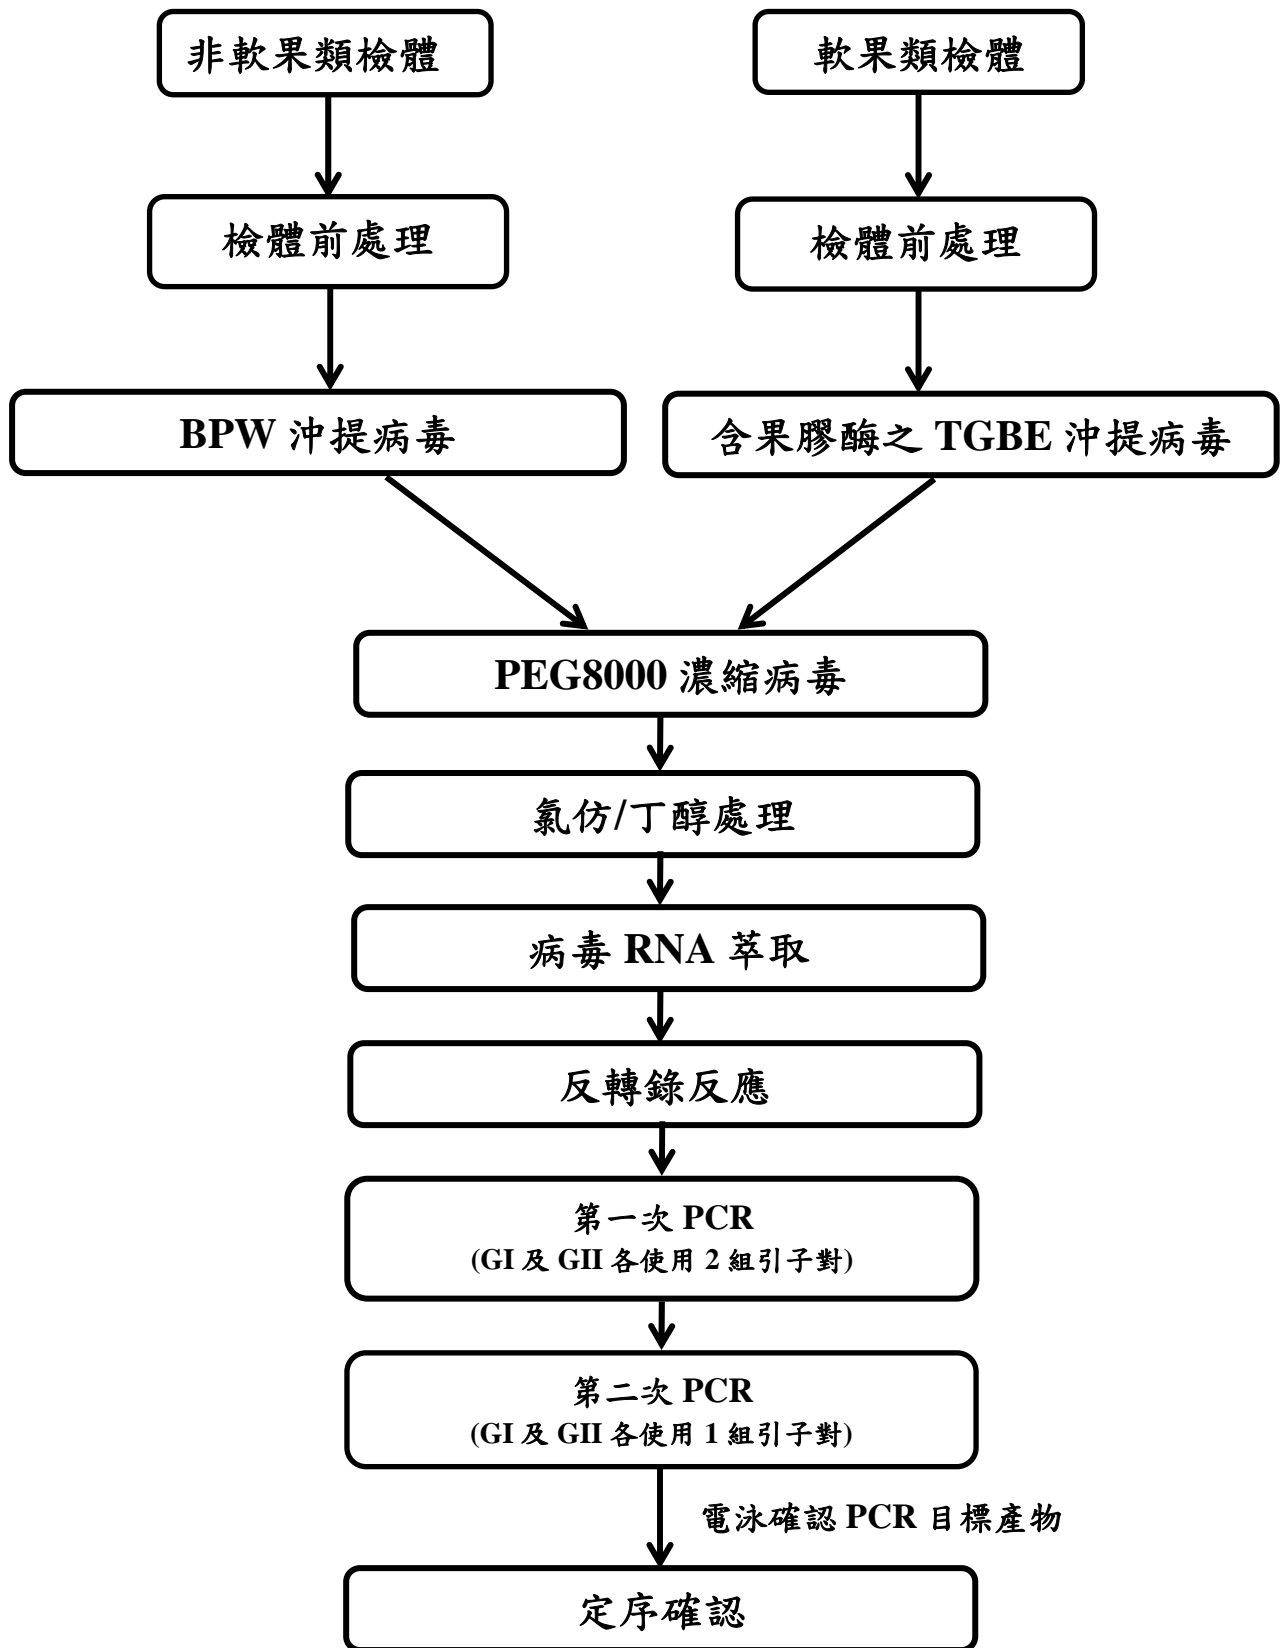 非軟果類檢體
軟果類檢體
檢體前處理
檢體前處理
BPW 沖提病毒
含果膠酶之 TGBE 沖提病毒
PEG8000 濃縮病毒
氯仿/丁醇處理
病毒 RNA 萃取
反轉錄反應
第一次 PCR
(GI 及 GII 各使用 2 組引子對)
第二次 PCR
(GI 及 GII 各使用 1 組引子對)
電泳確認 PCR 目標產物
定序確認